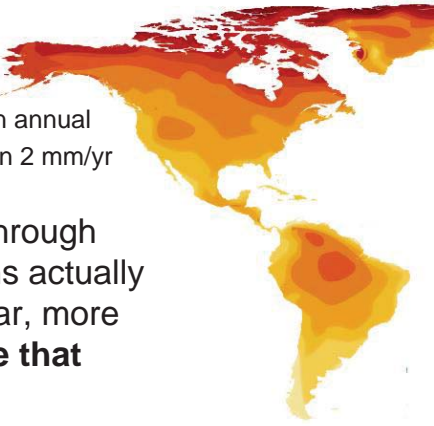 annual
n 2 mm/yr
hrough
s actually
ar, more
e that